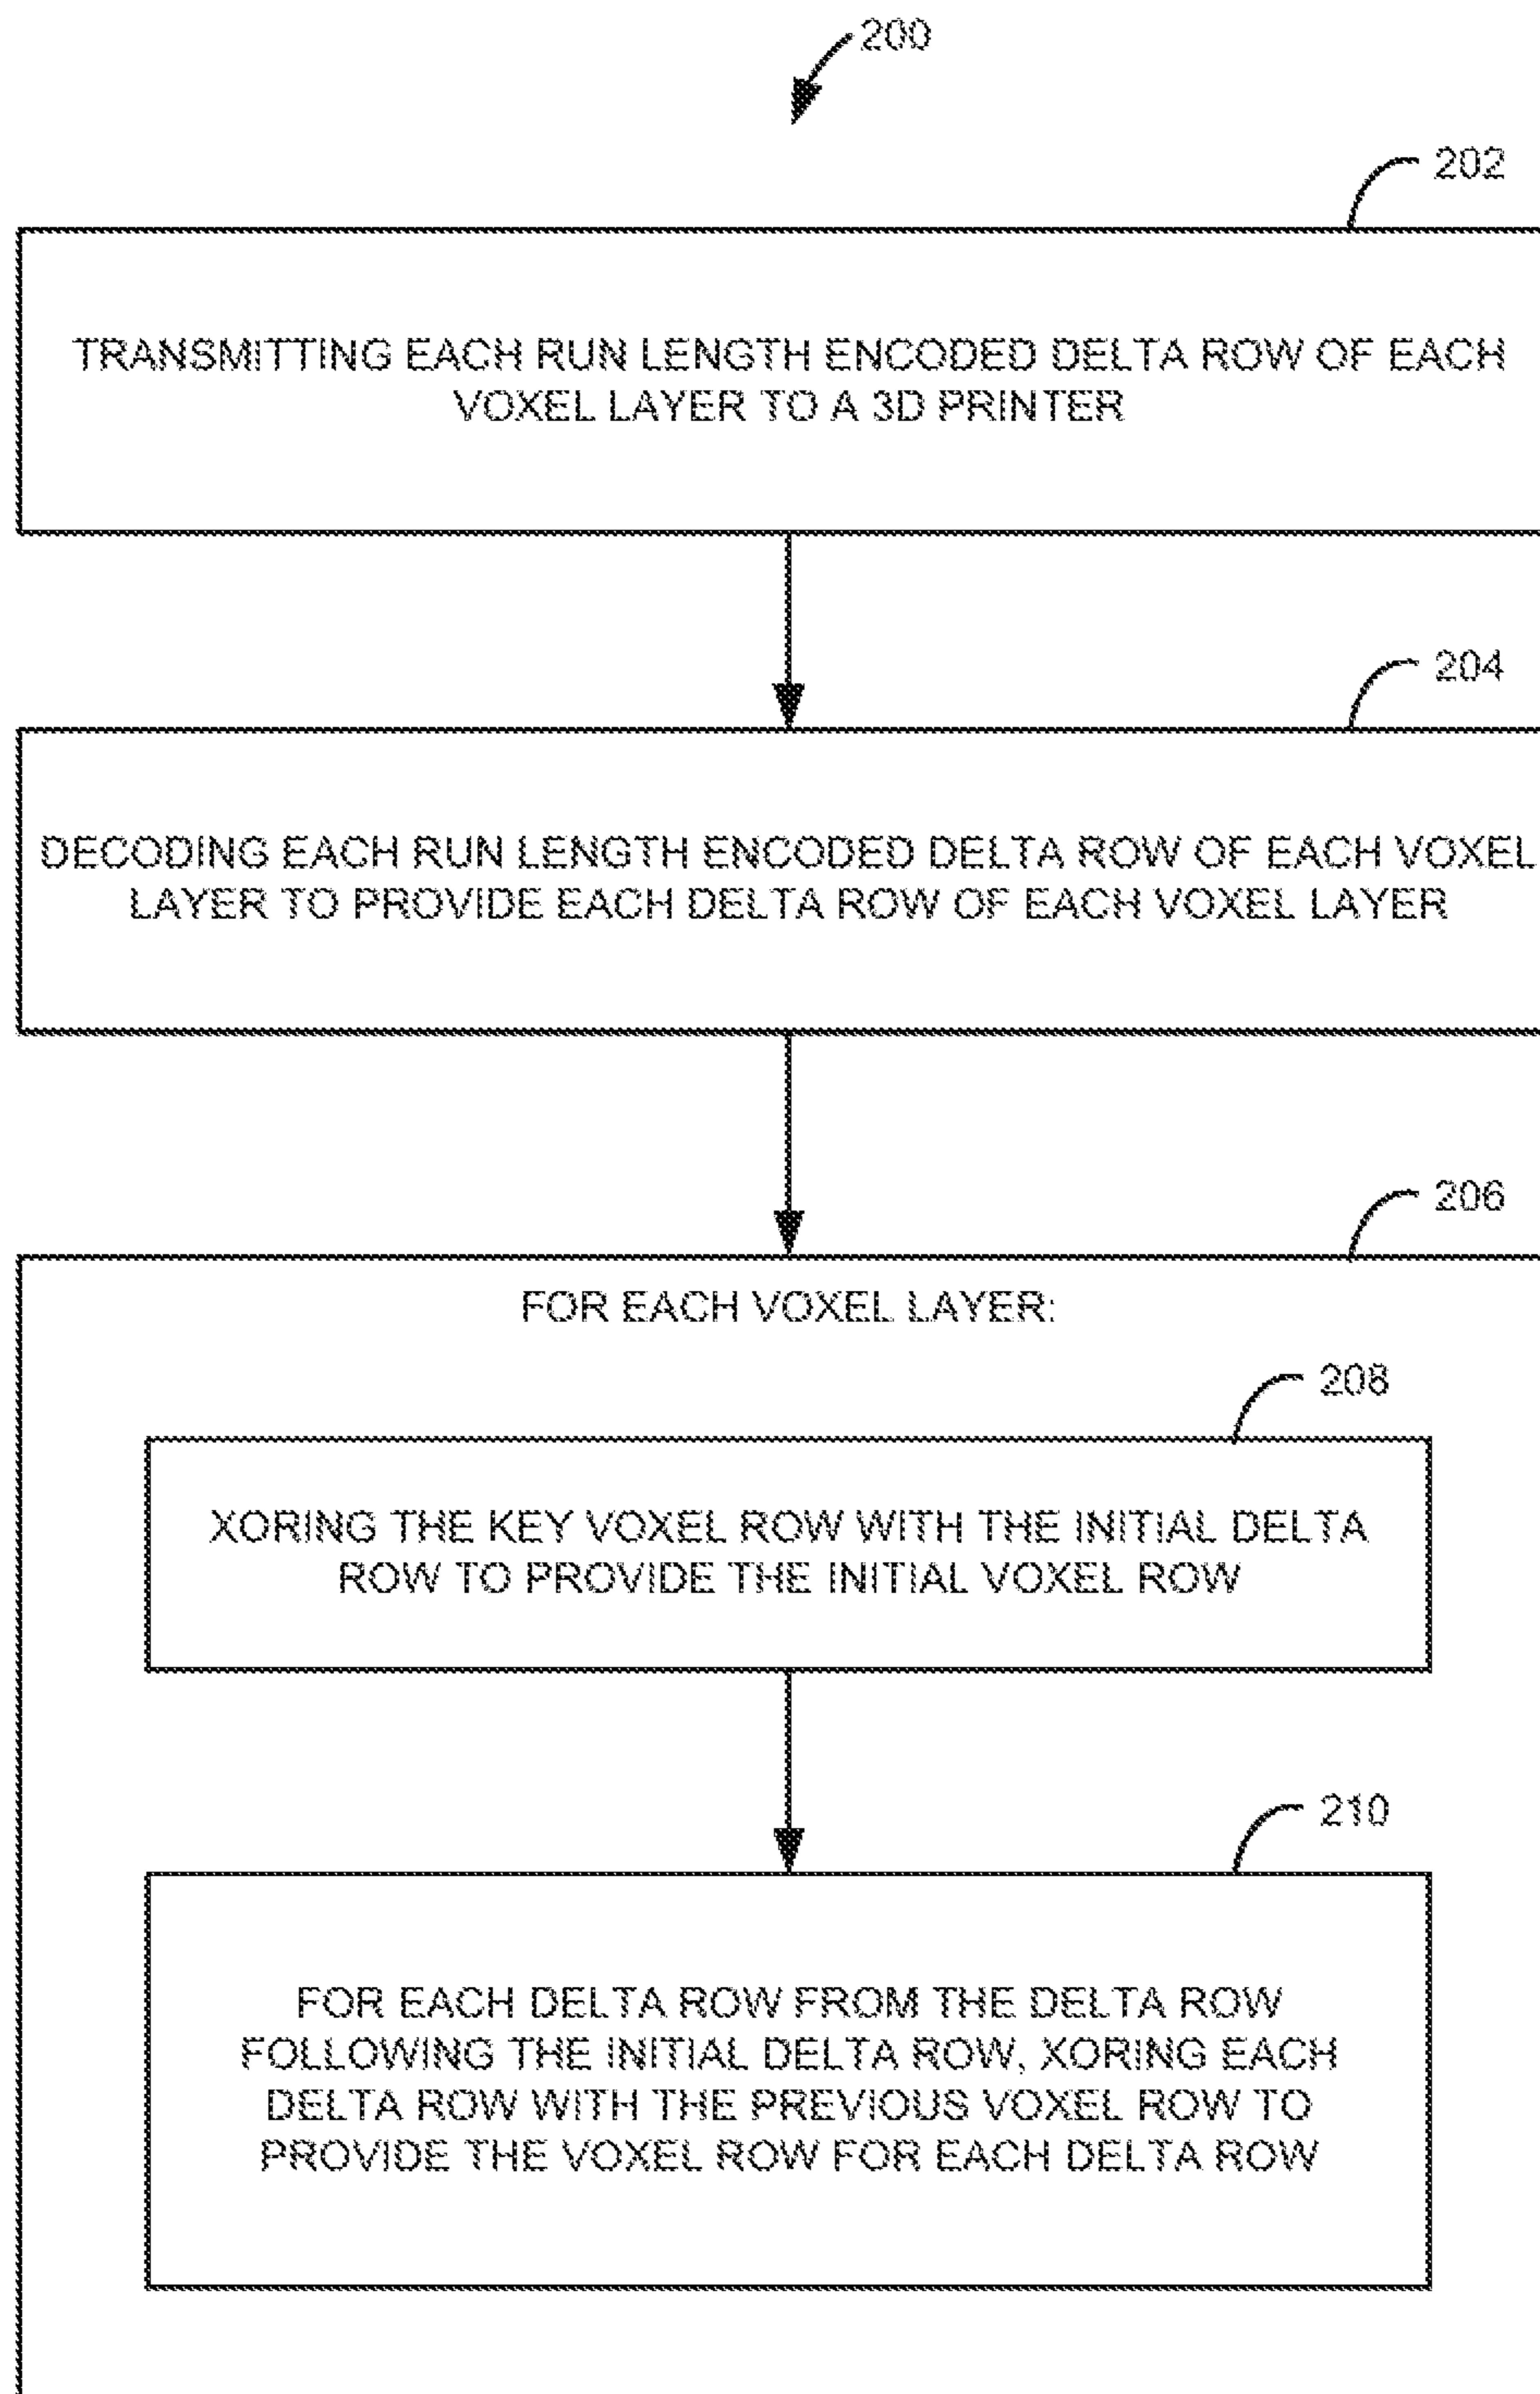 200
202
TRANSMITTING EACH RUN LENGTH ENCODED DELTA ROW OF EACH
VOXEL LAYER TO A 3D PRINTER
204
DECODING EACH RUN LENGTH ENCODED DELTA ROW OF EACH VOXEL
LAYER TO PROVIDE EACH DELTA ROW OF EACH VOXEL LAYER
206
FOR EACH VOXEL LAYER:
208
XORING THE KEY VOXEL ROW WITH THE INITIAL DELTA
ROW TO PROVIDE THE INITIAL VOXEL ROW
210
FOR EACH DELTA ROW FROM THE DELTA ROW
FOLLOWING THE INITIAL DELTA ROW, XORING EACH
DELTA ROW WITH THE PREVIOUS VOXEL ROW TO
PROVIDE THE VOXEL ROW FOR EACH DELTA ROW